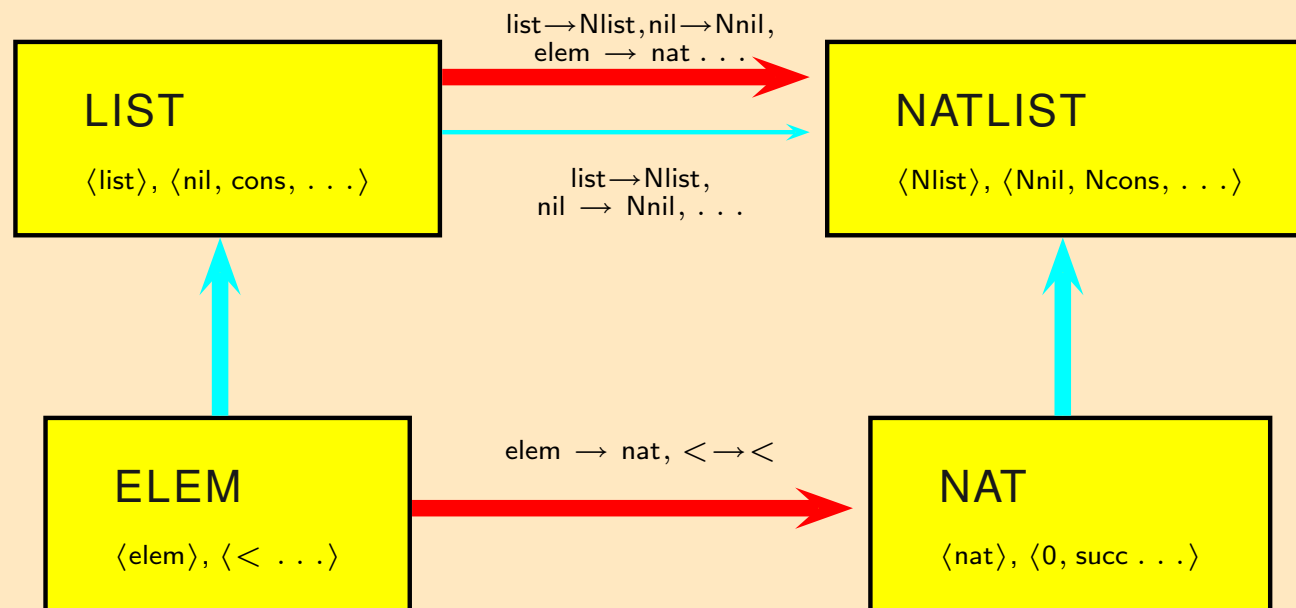 list→Nlist,nil→Nnil,
elem → nat . . .
LIST
⟨list⟩, ⟨nil, cons, . . .⟩
NATLIST
⟨Nlist⟩, ⟨Nnil, Ncons, . . .⟩
list→Nlist,
nil → Nnil, . . .
elem → nat, <→<
ELEM
⟨elem⟩, ⟨< . . .⟩
NAT
⟨nat⟩, ⟨0, succ . . .⟩